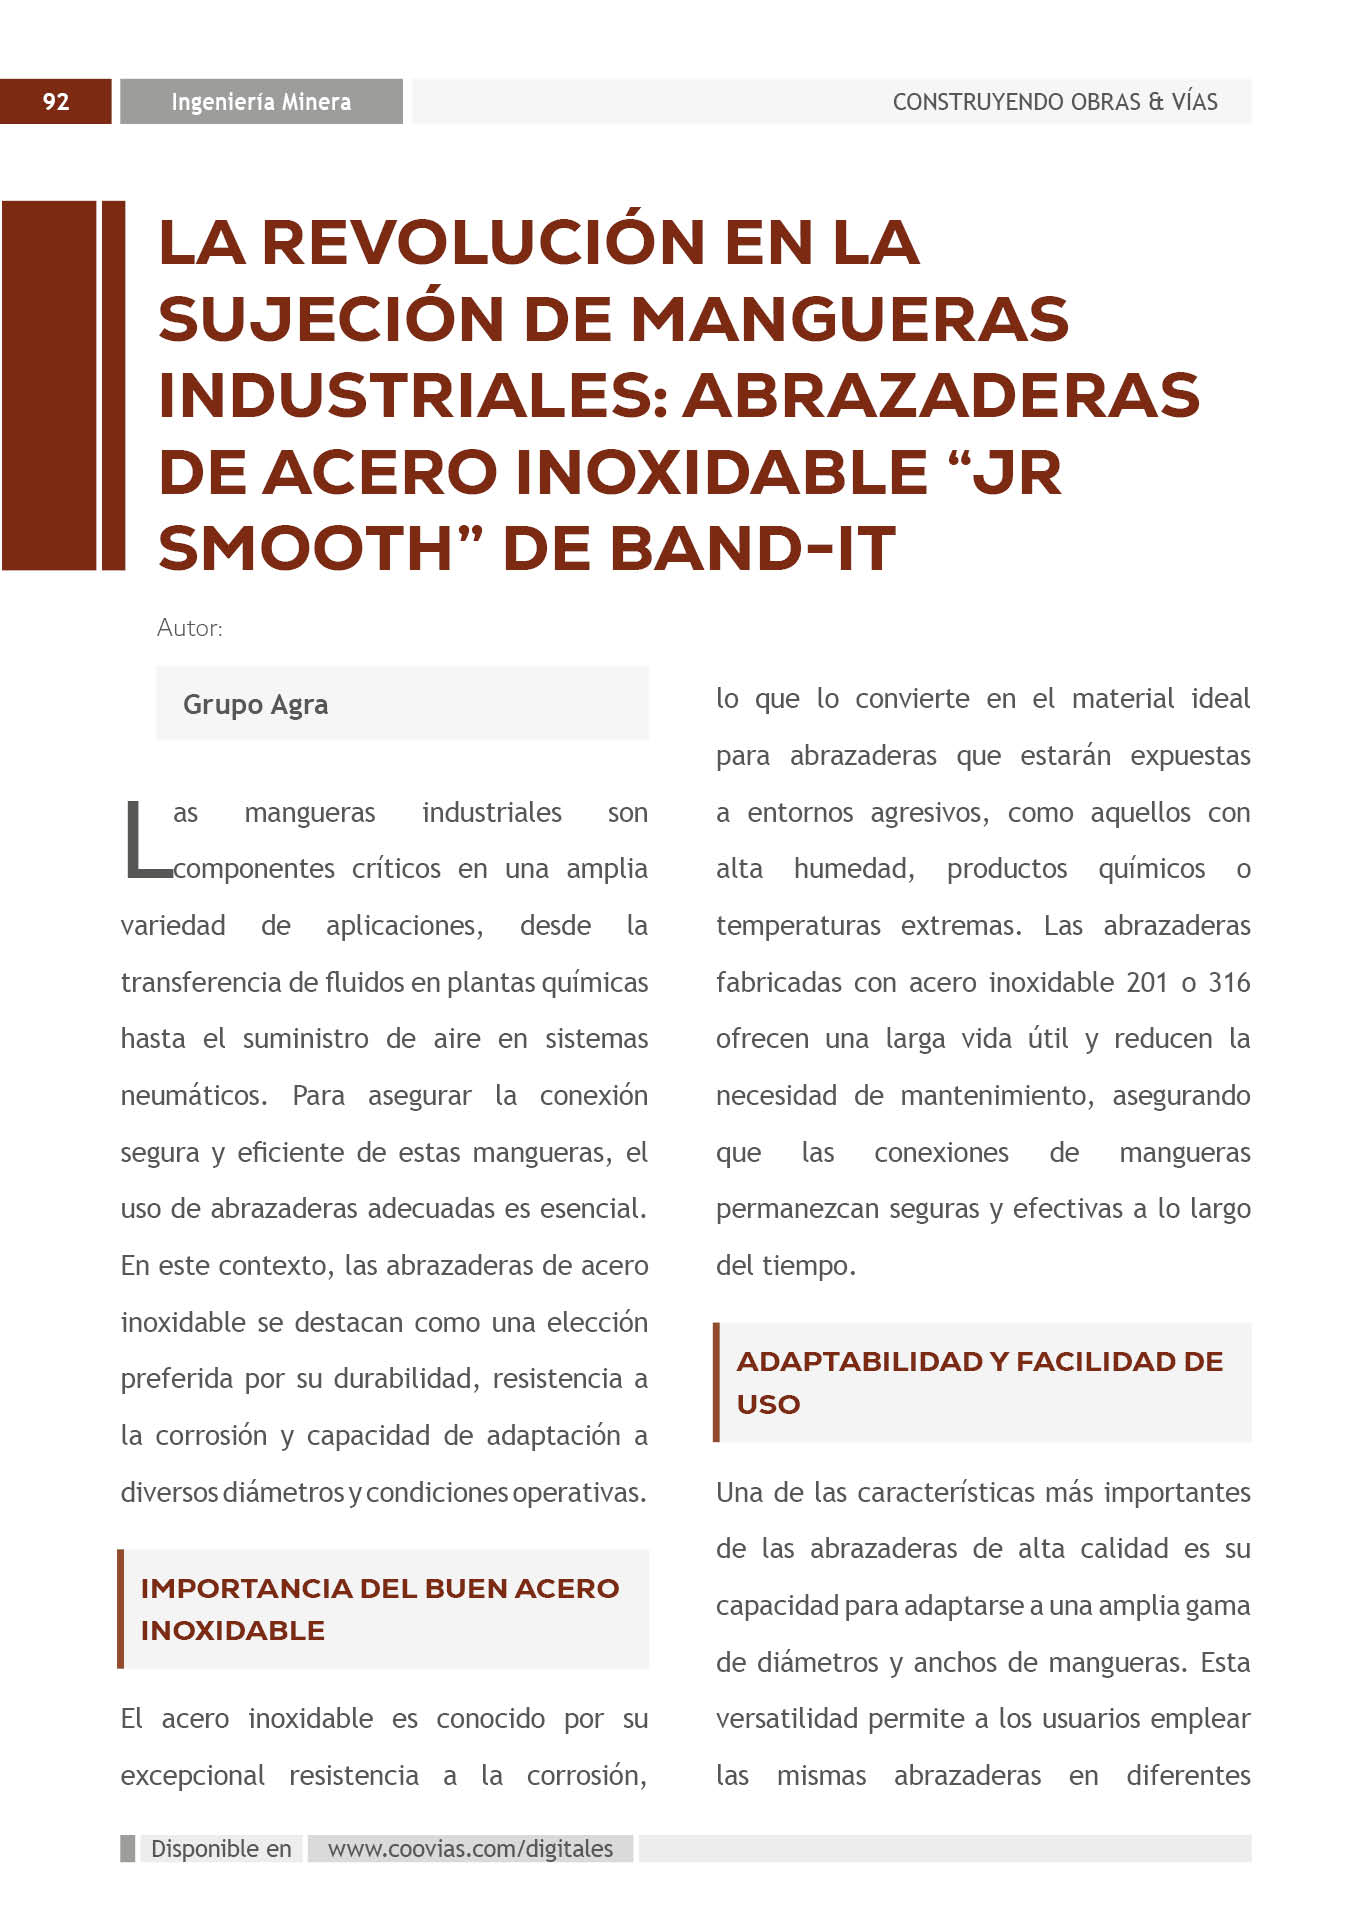 92
Ingeniería Minera
CONSTRUYENDO OBRAS & VÍAS
LA REVOLUCIÓN EN LA
SUJECIÓN DE MANGUERAS
INDUSTRIALES: ABRAZADERAS
DE ACERO INOXIDABLE “JR
SMOOTH” DE BAND-IT
Autor:
Grupo Agra
Las mangueras industriales son
componentes críticos en una amplia
variedad de aplicaciones, desde la
transferencia de fluidos en plantas químicas
hasta el suministro de aire en sistemas
neumáticos. Para asegurar la conexión
segura y eficiente de estas mangueras, el
uso de abrazaderas adecuadas es esencial.
En este contexto, las abrazaderas de acero
inoxidable se destacan como una elección
preferida por su durabilidad, resistencia a
la corrosión y capacidad de adaptación a
diversos diámetros y condiciones operativas.
IMPORTANCIA DEL BUEN ACERO
INOXIDABLE
El acero inoxidable es conocido por su
excepcional resistencia a la corrosión,
lo que lo convierte en el material ideal
para abrazaderas que estarán expuestas
a entornos agresivos, como aquellos con
alta humedad, productos químicos o
temperaturas extremas. Las abrazaderas
fabricadas con acero inoxidable 201 o 316
ofrecen una larga vida útil y reducen la
necesidad de mantenimiento, asegurando
que las conexiones de mangueras
permanezcan seguras y efectivas a lo largo
del tiempo.
ADAPTABILIDAD Y FACILIDAD DE
USO
Una de las características más importantes
de las abrazaderas de alta calidad es su
capacidad para adaptarse a una amplia gama
de diámetros y anchos de mangueras. Esta
versatilidad permite a los usuarios emplear
las mismas abrazaderas en diferentes
Disponible en
www.coovias.com/digitales